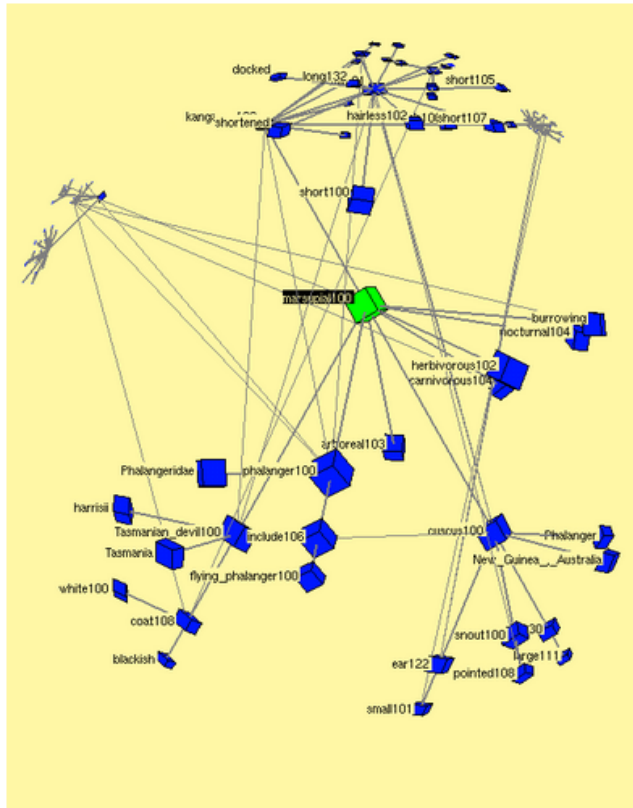 docked
long132
short105
shortened
hairless102
short107
short100
marsupial100
burrowing
nocturnal104
herbivorous102
carnivorous104
arboreal103
Phalangeridae
phalanger100
harrisii
Tasmanian_devil100
include106
cuscus100
Phalanger
Tasmania
New_Guinea_,_Australia
flying_phalanger100
white100
coat108
snout100
30
large111
blackish
ear122
pointed108
small101